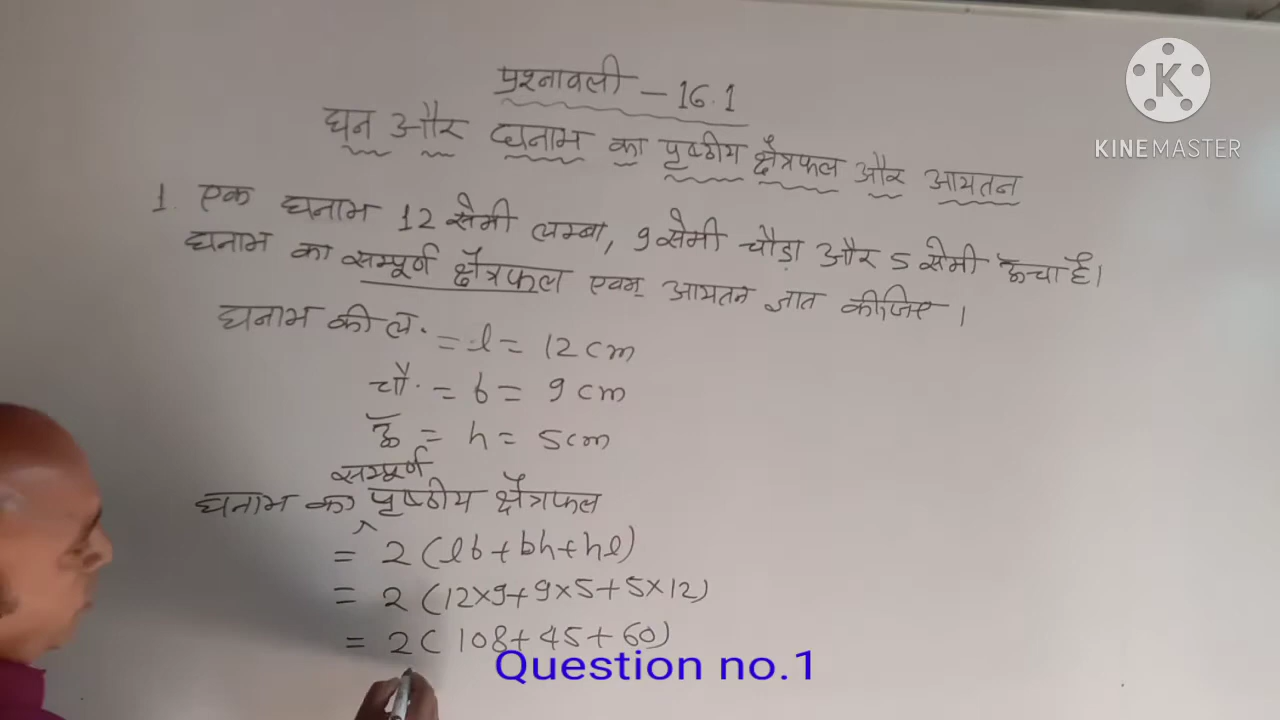 प्रश्नावली - 16.1
KINEMASTER
घन और घनाभ का पृष्ठीय क्षेत्रफल और आयतन
1. एक घनाभ 12 सेमी लम्बा, 9 सेमी चौड़ा और 5 सेमी ऊँचा है।
घनाभ का सम्पूर्ण क्षेत्रफल एवम् आयतन ज्ञात कीजिए।
घनाभ की ल. = l = 12 cm
चौ. = b = 9 cm
ऊँ = h = 5 cm
सम्पूर्ण
घनाभ का ^ पृष्ठीय क्षेत्रफल
= 2 (lb + bh + hl)
= 2 (12×9 + 9×5 + 5×12)
= 2 ( 108 + 45 + 60)
Question no.1